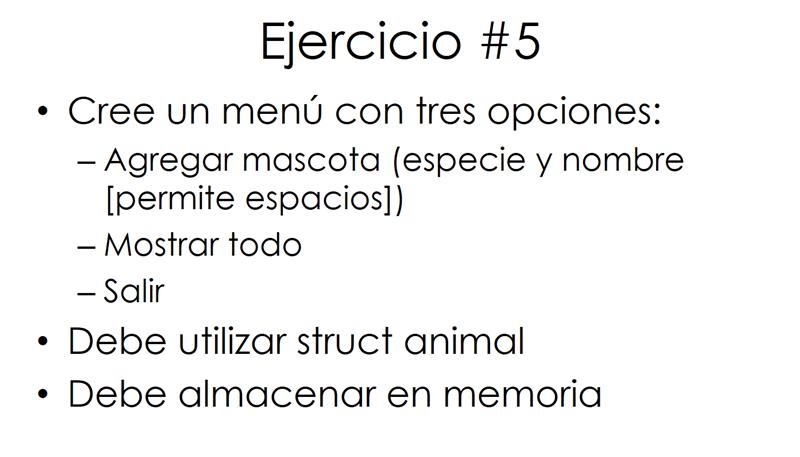 Ejercicio #5
• Cree un menú con tres opciones:
– Agregar mascota (especie y nombre
[permite espacios])
– Mostrar todo
– Salir
• Debe utilizar struct animal
• Debe almacenar en memoria